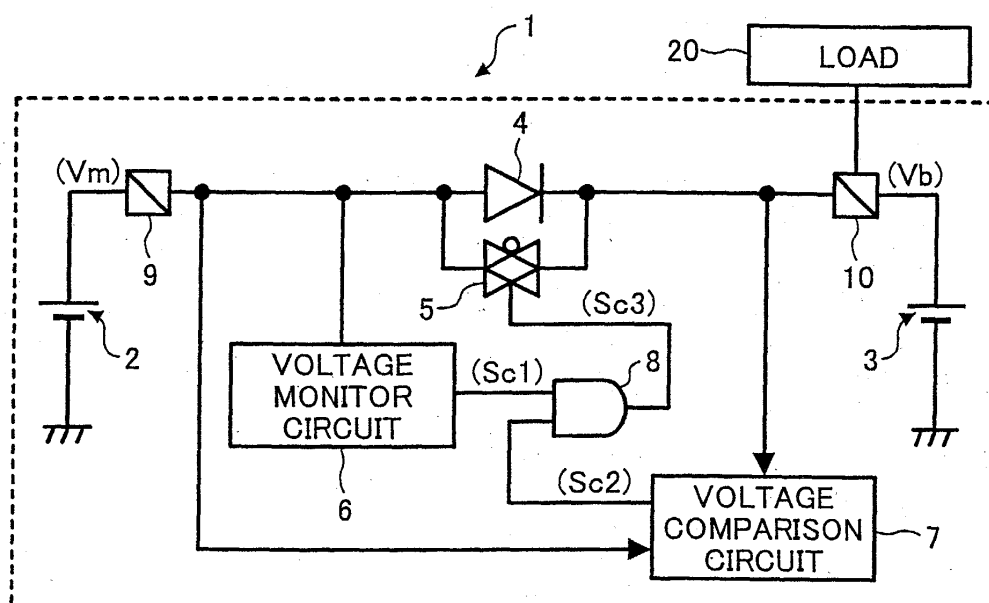 1
20
LOAD
4
(Vm)
(Vb)
9
10
5
(Sc3)
2
3
VOLTAGE
MONITOR
CIRCUIT
(Sc1)
8
6
(Sc2)
VOLTAGE
COMPARISON
CIRCUIT
7